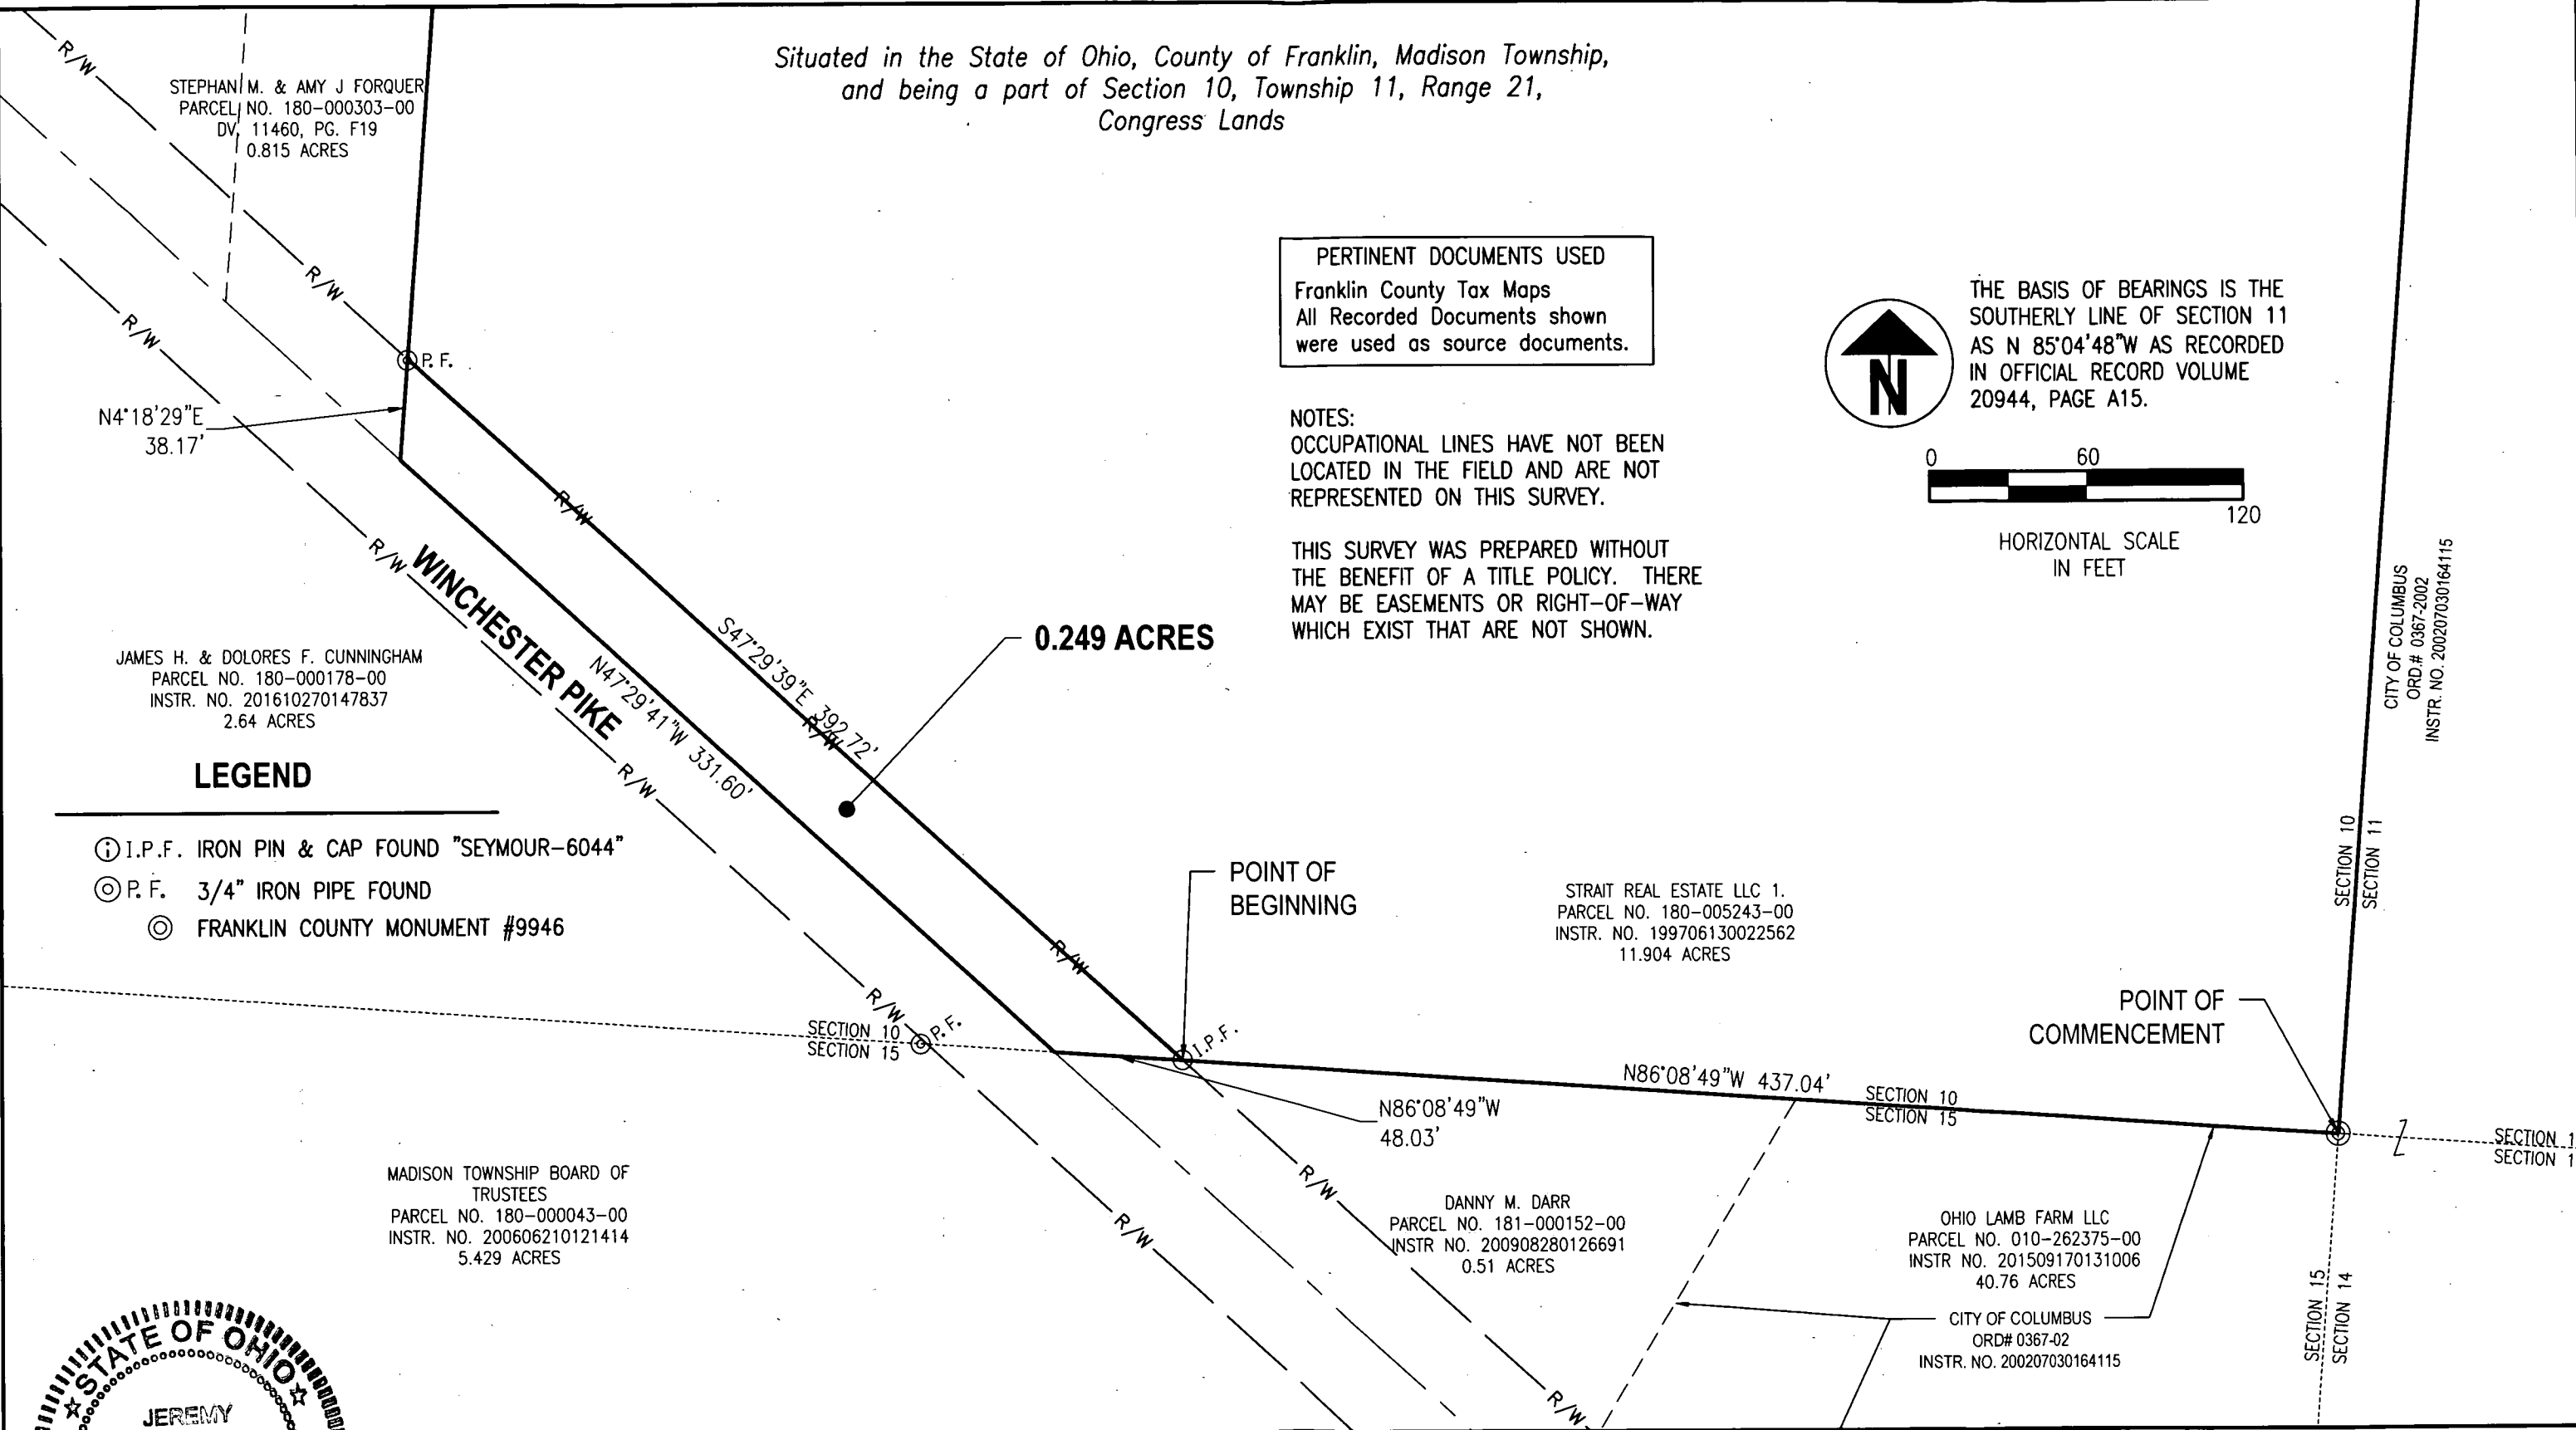 Situated in the State of Ohio, County of Franklin, Madison Township,
and being a part of Section 10, Township 11, Range 21,
Congress Lands
R/W
STEPHAN M. & AMY J FORQUER
PARCEL NO. 180-000303-00
DV. 11460, PG. F19
0.815 ACRES
R/W
R/W
P. F.
N4°18'29"E
38.17'
PERTINENT DOCUMENTS USED
Franklin County Tax Maps
All Recorded Documents shown
were used as source documents.
NOTES:
OCCUPATIONAL LINES HAVE NOT BEEN
LOCATED IN THE FIELD AND ARE NOT
REPRESENTED ON THIS SURVEY.
THIS SURVEY WAS PREPARED WITHOUT
THE BENEFIT OF A TITLE POLICY. THERE
MAY BE EASEMENTS OR RIGHT-OF-WAY
WHICH EXIST THAT ARE NOT SHOWN.
N
THE BASIS OF BEARINGS IS THE
SOUTHERLY LINE OF SECTION 11
AS N 85°04'48"W AS RECORDED
IN OFFICIAL RECORD VOLUME
20944, PAGE A15.
0 60
120
HORIZONTAL SCALE
IN FEET
CITY OF COLUMBUS
ORD.# 0367-2002
INSTR. NO. 200207030164115
R/W
R/W
WINCHESTER PIKE
S47°29'39"E 392.72'
R/W
N47°29'41"W 331.60'
R/W
0.249 ACRES
JAMES H. & DOLORES F. CUNNINGHAM
PARCEL NO. 180-000178-00
INSTR. NO. 201610270147837
2.64 ACRES
LEGEND
I.P.F. IRON PIN & CAP FOUND "SEYMOUR-6044"
P. F. 3/4" IRON PIPE FOUND
FRANKLIN COUNTY MONUMENT #9946
POINT OF
BEGINNING
STRAIT REAL ESTATE LLC 1.
PARCEL NO. 180-005243-00
INSTR. NO. 199706130022562
11.904 ACRES
SECTION 10
SECTION 11
R/W
R/W
SECTION 10
SECTION 15
P. F.
I.P.F.
POINT OF
COMMENCEMENT
N86°08'49"W 437.04'
SECTION 10
SECTION 15
N86°08'49"W
48.03'
SECTION 1
SECTION 1
MADISON TOWNSHIP BOARD OF
TRUSTEES
PARCEL NO. 180-000043-00
INSTR. NO. 200606210121414
5.429 ACRES
R/W
R/W
DANNY M. DARR
PARCEL NO. 181-000152-00
INSTR NO. 200908280126691
0.51 ACRES
OHIO LAMB FARM LLC
PARCEL NO. 010-262375-00
INSTR NO. 201509170131006
40.76 ACRES
CITY OF COLUMBUS
ORD# 0367-02
INSTR. NO. 200207030164115
SECTION 15
SECTION 14
R/W
STATE OF OHIO
JEREMY